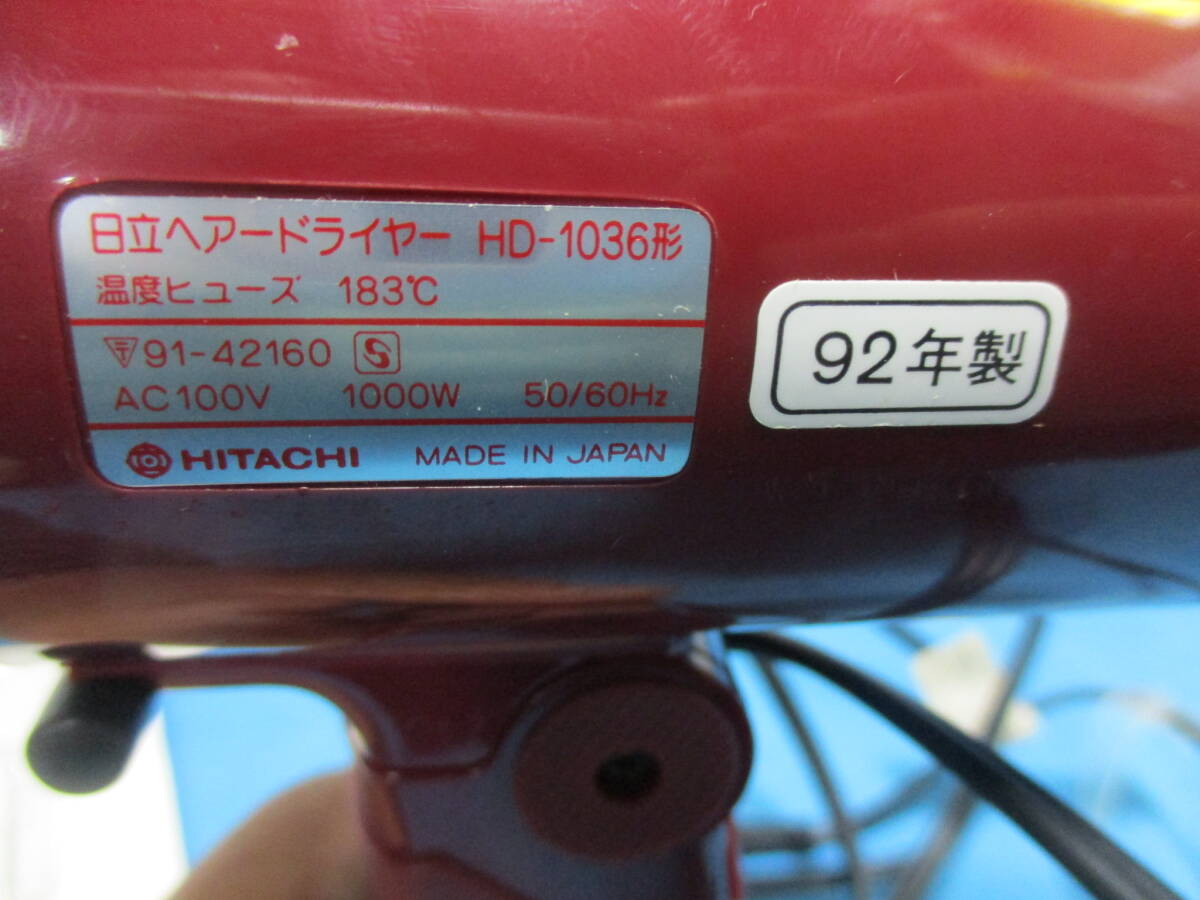 日立ヘアードライヤー HD-1036形
温度ヒューズ 183℃
〒91-42160 S
AC100V 1000W 50/60Hz
HITACHI MADE IN JAPAN
92年製